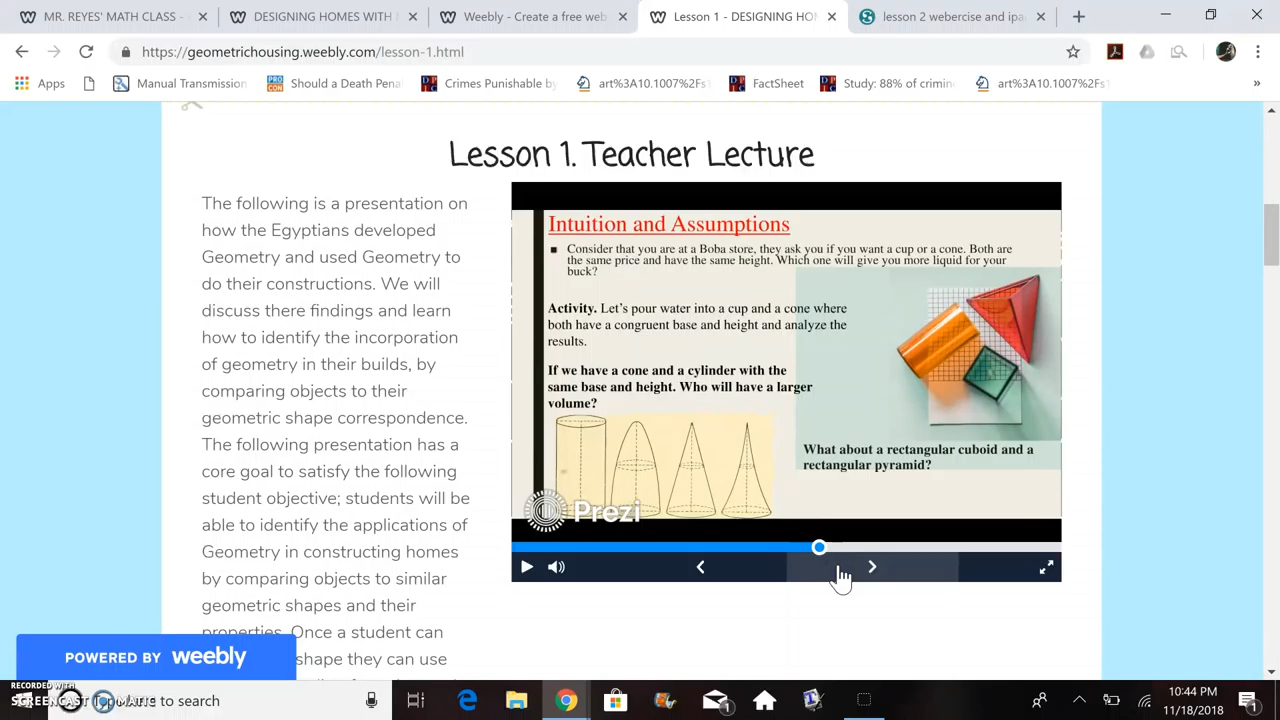 MR. REYES' MATH CLASS -
DESIGNING HOMES WITH
Weebly - Create a free web
Lesson 1 - DESIGNING HO
lesson 2 webercise and ipa
https://geometrichousing.weebly.com/lesson-1.html
Apps
Manual Transmission
PRO CON
Should a Death Pena
Crimes Punishable by
art%3A10.1007%2Fs1
FactSheet
Study: 88% of crimin
art%3A10.1007%2Fs1
»
Lesson 1. Teacher Lecture
The following is a presentation on
how the Egyptians developed
Geometry and used Geometry to
do their constructions. We will
discuss there findings and learn
how to identify the incorporation
of geometry in their builds, by
comparing objects to their
geometric shape correspondence.
The following presentation has a
core goal to satisfy the following
student objective; students will be
able to identify the applications of
Geometry in constructing homes
by comparing objects to similar
geometric shapes and their
properties. Once a student can
shape they can use
Intuition and Assumptions
■ Consider that you are at a Boba store, they ask you if you want a cup or a cone. Both are
the same price and have the same height. Which one will give you more liquid for your
buck?
Activity. Let's pour water into a cup and a cone where
both have a congruent base and height and analyze the
results.
If we have a cone and a cylinder with the
same base and height. Who will have a larger
volume?
What about a rectangular cuboid and a
rectangular pyramid?
Prezi
POWERED BY weebly
RECORDED WITH
SCREENCAST MATIC
to search
1
10:44 PM
11/18/2018
1